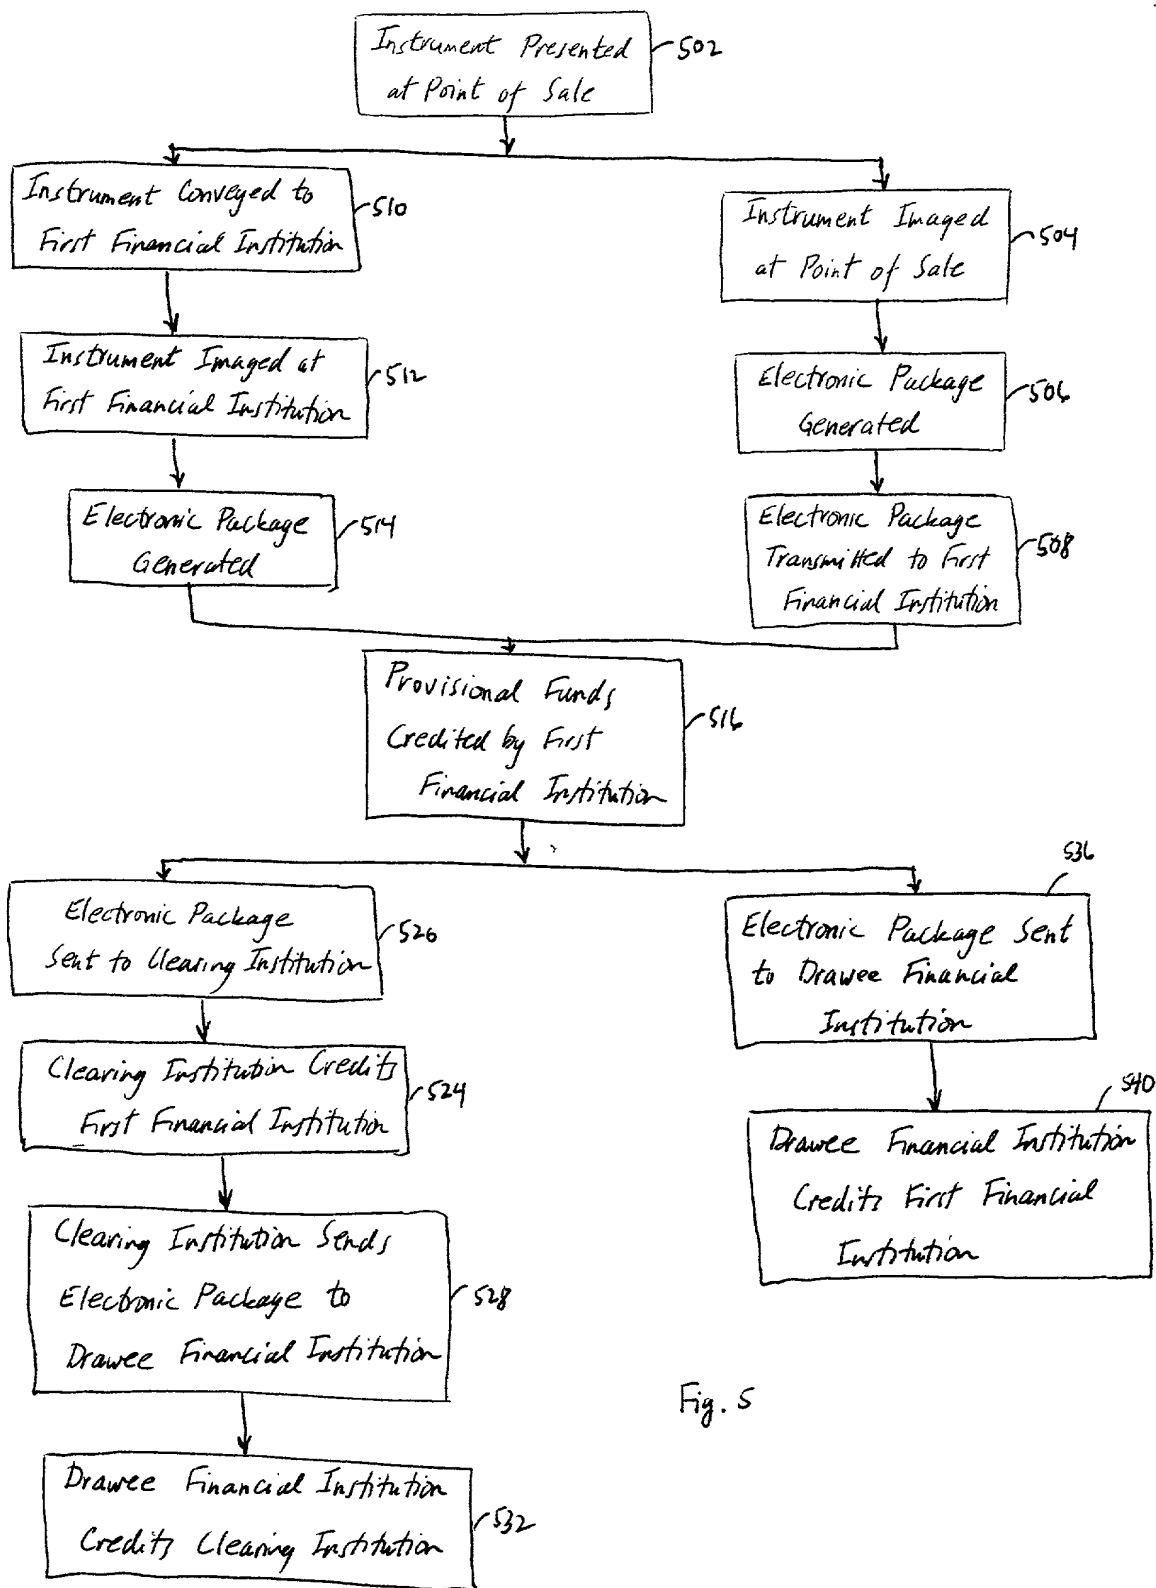 Instrument Presented
at Point of Sale
502
Instrument Conveyed to
First Financial Institution
510
Instrument Imaged
at Point of Sale
504
Instrument Imaged at
First Financial Institution
512
Electronic Package
Generated
506
Electronic Package
Generated
514
Electronic Package
Transmitted to First
Financial Institution
508
Provisional Funds
Credited by First
Financial Institution
516
Electronic Package
Sent to Clearing Institution
520
Electronic Package Sent
to Drawee Financial
Institution
536
Clearing Institution Credits
First Financial Institution
524
Drawee Financial Institution
Credits First Financial
Institution
540
Clearing Institution Sends
Electronic Package to
Drawee Financial Institution
528
Drawee Financial Institution
Credits Clearing Institution
532
Fig. 5